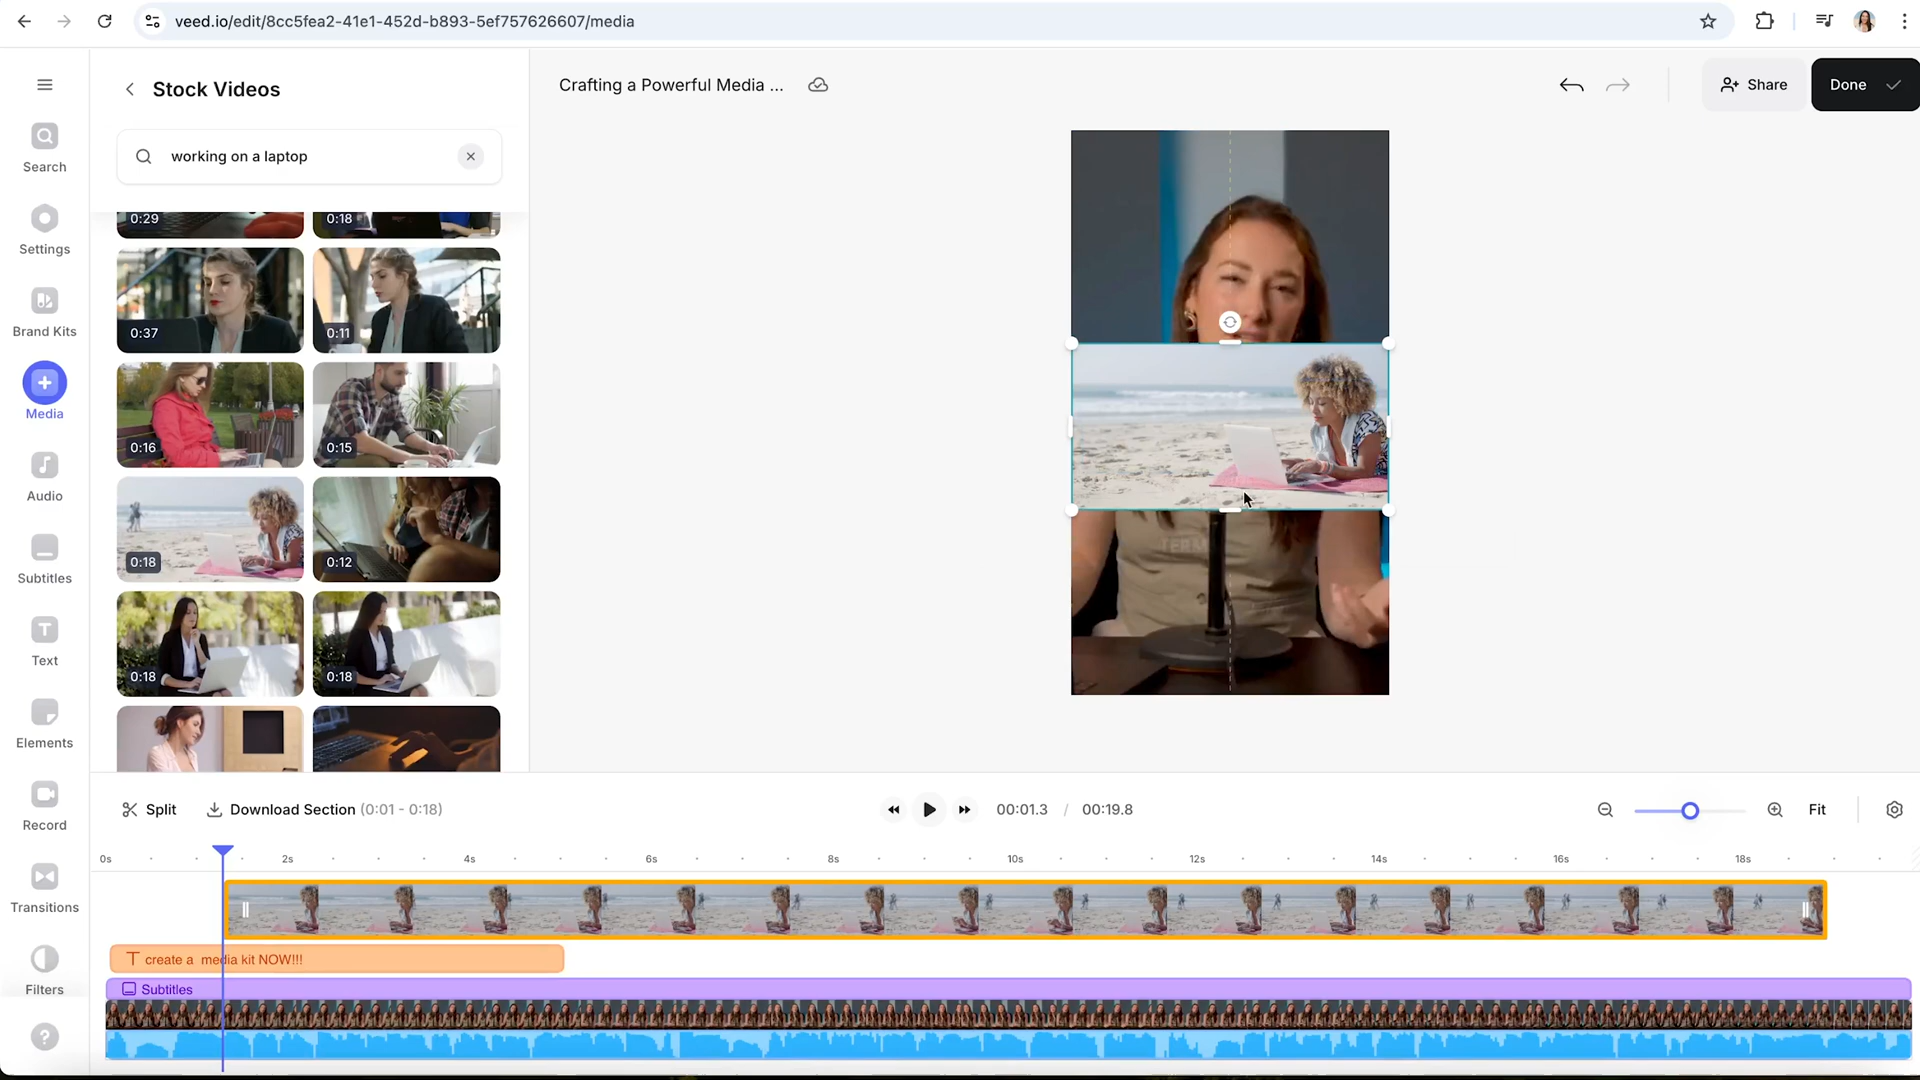 veed.io/edit/8cc5fea2-41e1-452d-b893-5ef757626607/media
Stock Videos
Crafting a Powerful Media ...
Share
Done
working on a laptop
Search
Settings
Brand Kits
Media
Audio
Subtitles
Text
Elements
Record
Transitions
Filters
0:29
0:18
0:37
0:11
0:16
0:15
0:18
0:12
0:18
0:18
TERM
Split
Download Section (0:01 - 0:18)
00:01.3 / 00:19.8
Fit
0s 2s 4s 6s 8s 10s 12s 14s 16s 18s
create a media kit NOW!!!
Subtitles